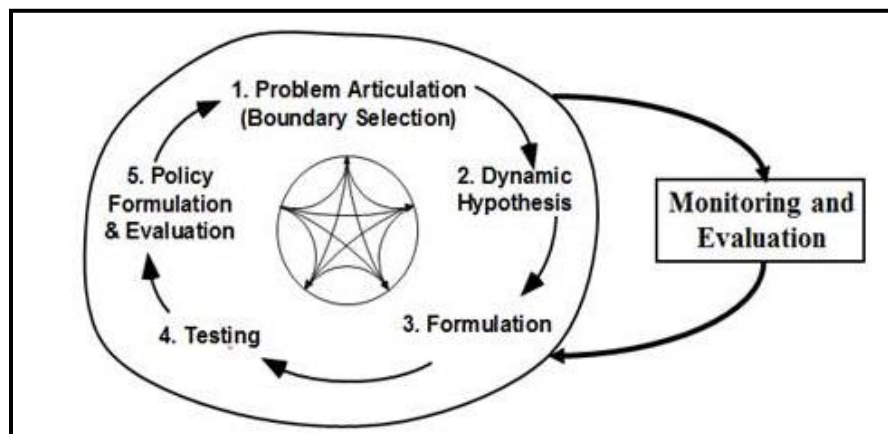 1. Problem Articulation
(Boundary Selection)
2. Dynamic
Hypothesis
3. Formulation
4. Testing
5. Policy
Formulation
& Evaluation
Monitoring and
Evaluation